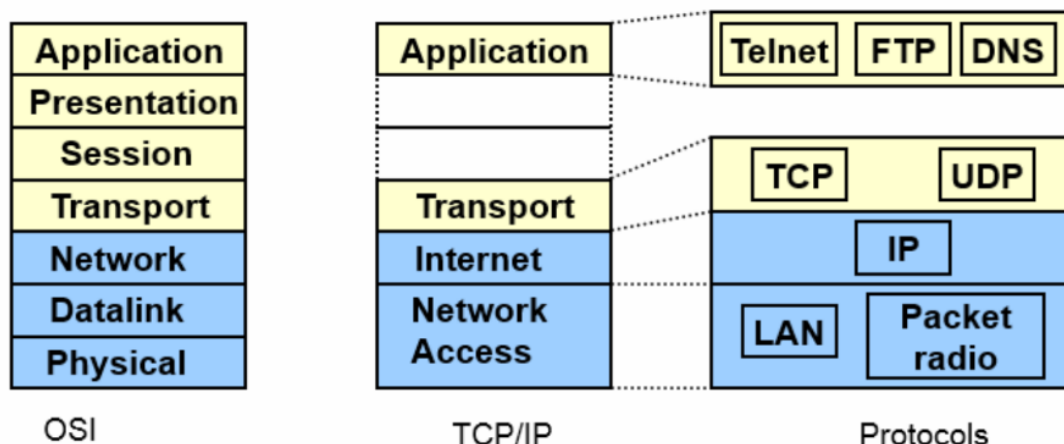 Application
Presentation
Session
Transport
Network
Datalink
Physical
OSI
Application
Transport
Internet
Network
Access
TCP/IP
Telnet FTP DNS
TCP UDP
IP
LAN
Packet
radio
Protocols